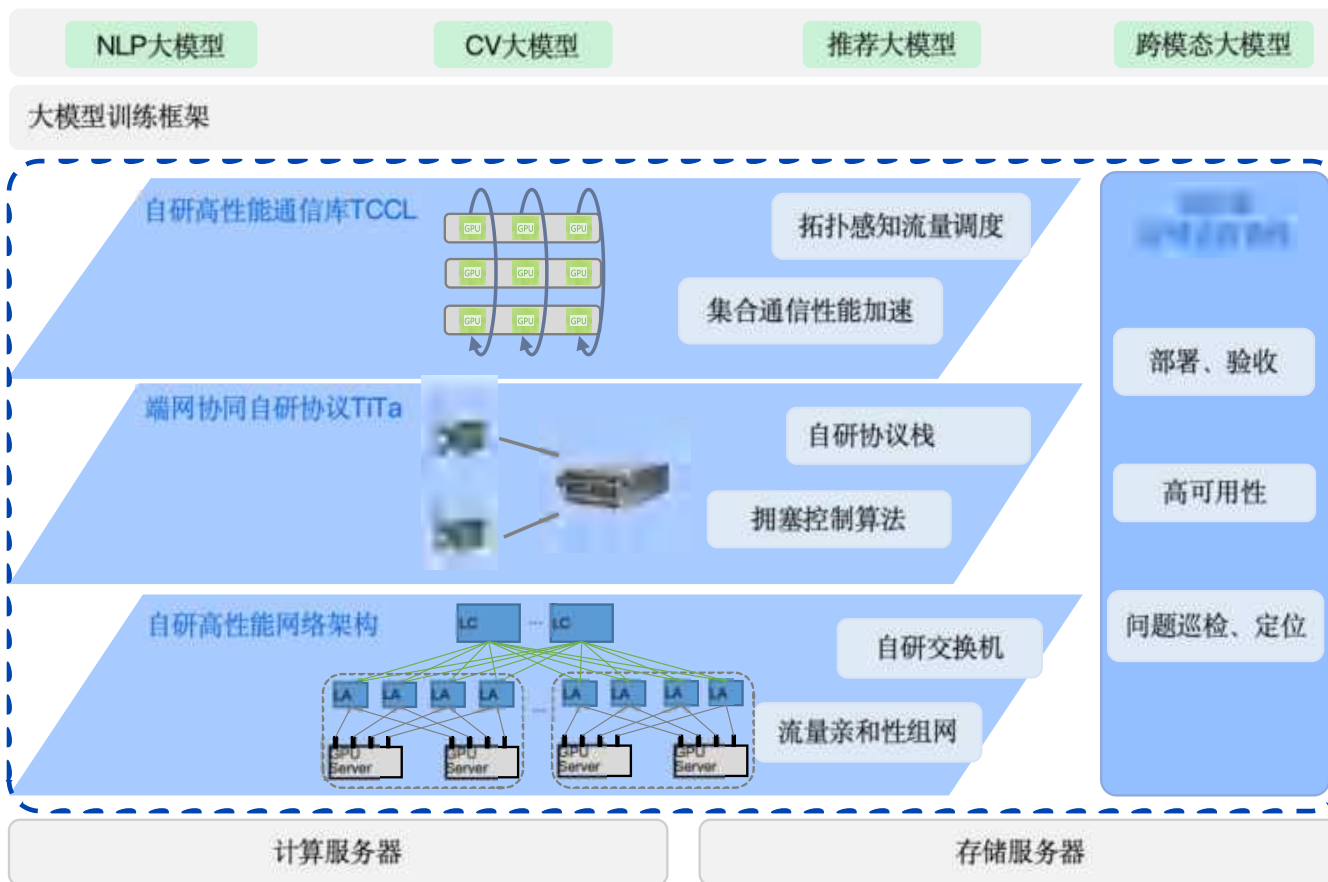 NLP大模型
CV大模型
推荐大模型
跨模态大模型
大模型训练框架
自研高性能通信库TCCL
GPU GPU GPU
GPU GPU GPU
GPU GPU GPU
拓扑感知流量调度
集合通信性能加速
端网协同自研协议TiTa
自研协议栈
拥塞控制算法
自研高性能网络架构
LC ... LC
LA LA LA LA ... LA LA LA LA
GPU Server
GPU Server
GPU Server
GPU Server
自研交换机
流量亲和性组网
部署、验收
高可用性
问题巡检、定位
计算服务器
存储服务器